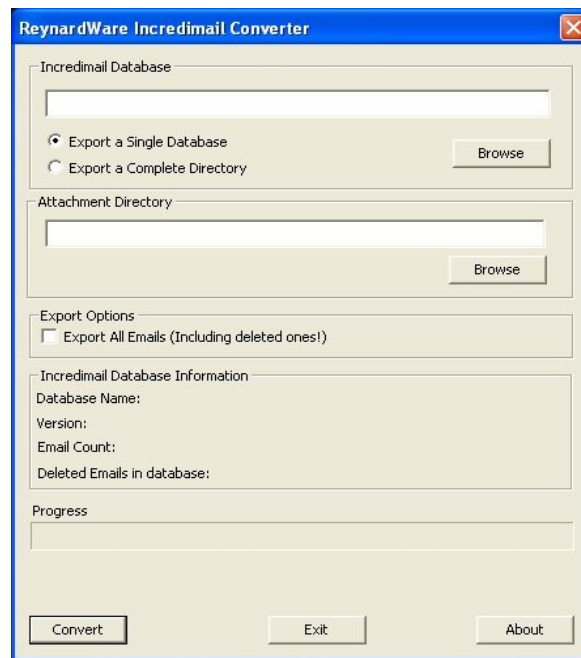 ReynardWare Incredimail Converter
Incredimail Database
Export a Single Database
Export a Complete Directory
Browse
Attachment Directory
Browse
Export Options
Export All Emails (Including deleted ones!)
Incredimail Database Information
Database Name:
Version:
Email Count:
Deleted Emails in database:
Progress
Convert Exit About